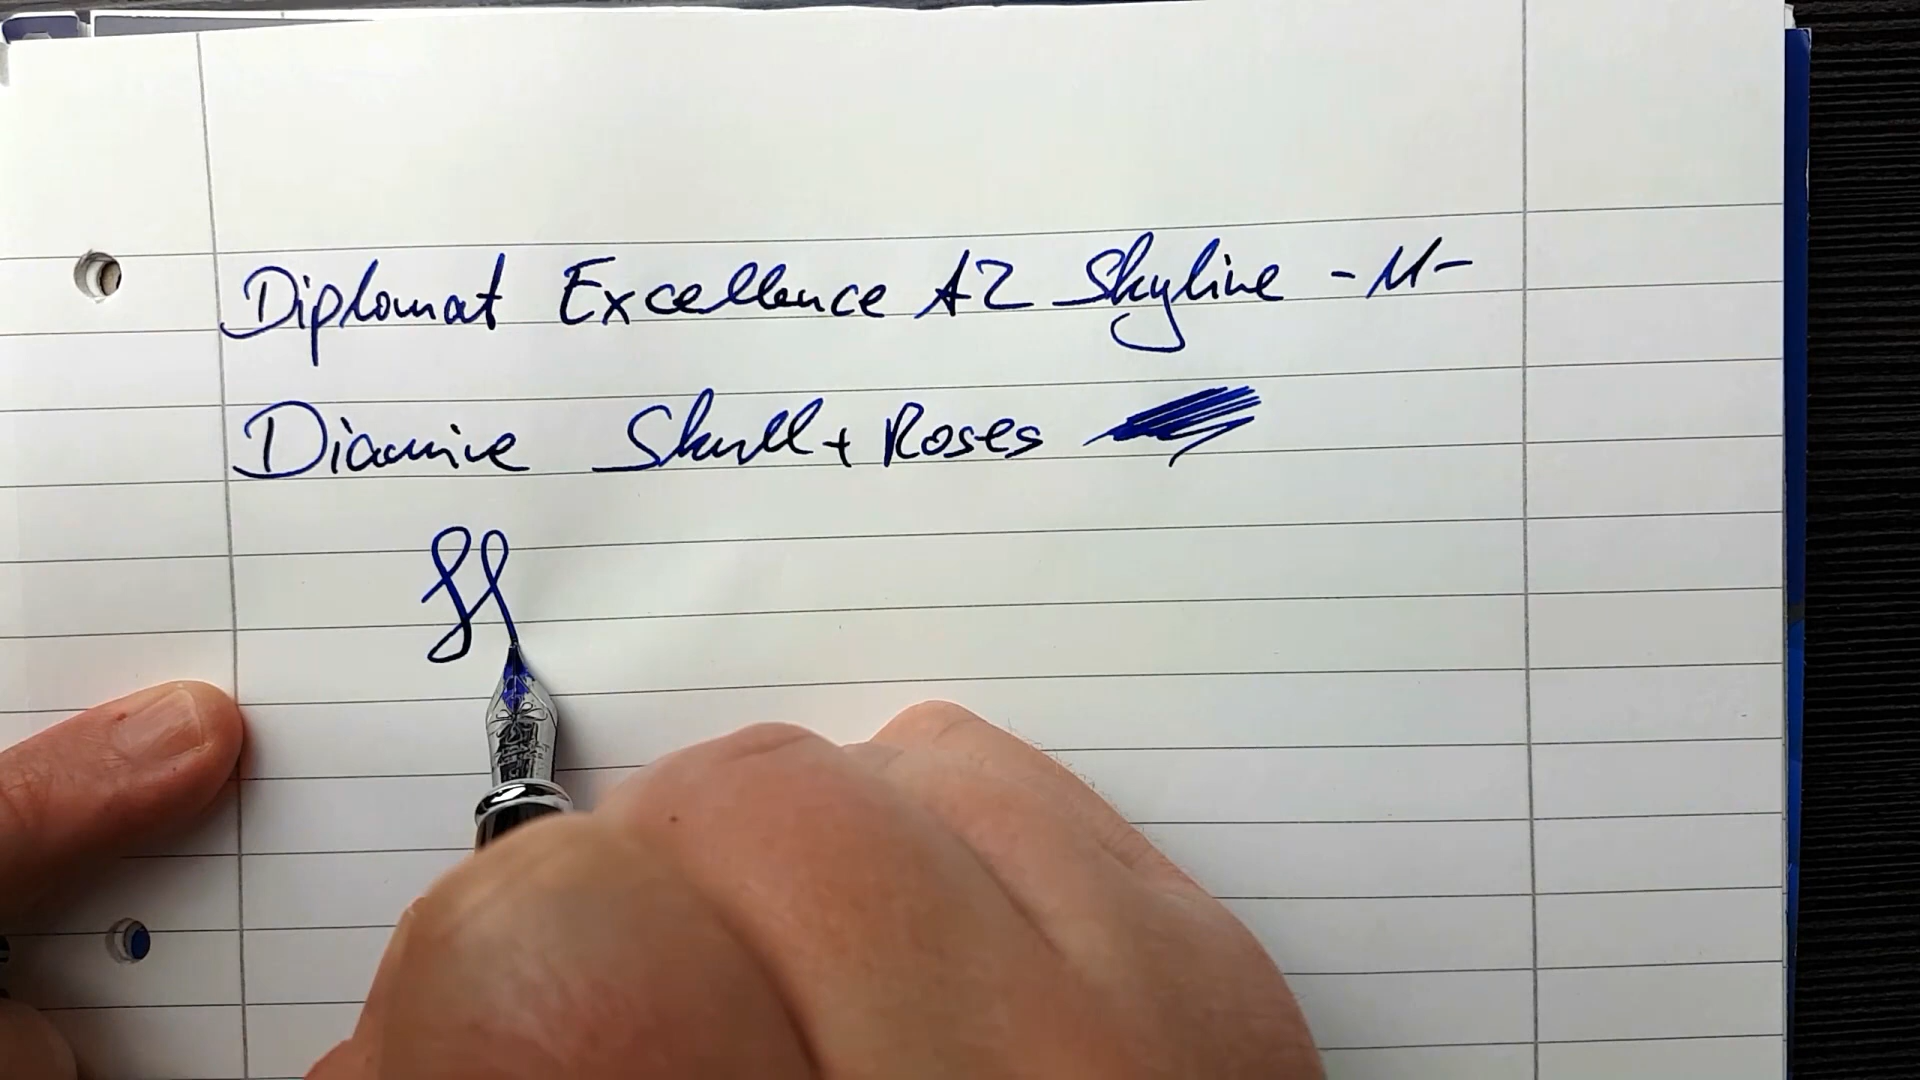 Diplomat Excellence A2 Skyline -M-
Diamine Skull + Roses